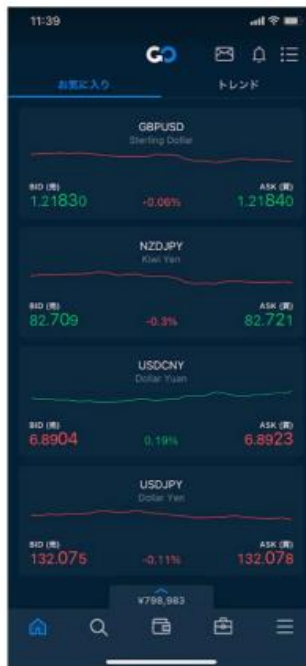 11:39
GO
お気に入り トレンド
GBPUSD
Sterling Dollar
BID (売) ASK (買)
1.21830 -0.06% 1.21840
NZDJPY
Kiwi Yen
BID (売) ASK (買)
82.709 -0.3% 82.721
USDCNY
Dollar Yuan
BID (売) ASK (買)
6.8904 0.19% 6.8923
USDJPY
Dollar Yen
BID (売) ASK (買)
132.075 -0.11% 132.078
¥798,983